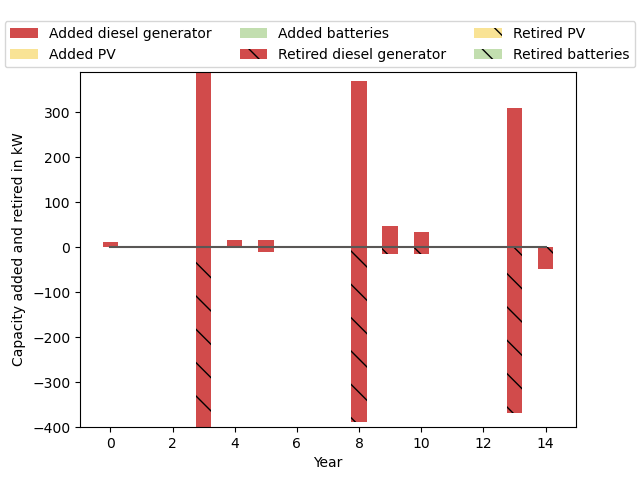 Added diesel generator Added batteries Retired PV
Added PV Retired diesel generator Retired batteries
300
200
100
0
−100
−200
−300
−400
Capacity added and retired in kW
0 2 4 6 8 10 12 14
Year